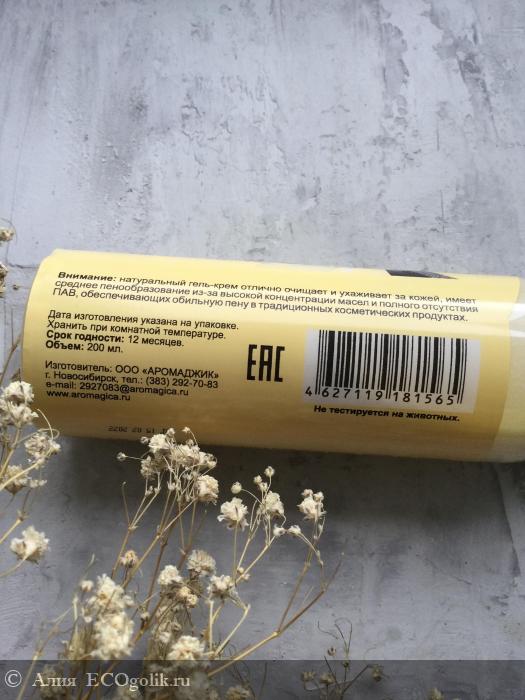 Внимание: натуральный гель-крем отлично очищает и ухаживает за кожей, имеет
среднее пенообразование из-за высокой концентрации масел и полного отсутствия
ПАВ, обеспечивающих обильную пену в традиционных косметических продуктах.
Дата изготовления указана на упаковке.
Хранить при комнатной температуре.
Срок годности: 12 месяцев.
Объем: 200 мл.
Изготовитель: ООО «АРОМАДЖИК»
г. Новосибирск, тел.: (383) 292-70-83
e-mail: 2927083@aromagica.ru
www.aromagica.ru
EAC
4 627119 181565
Не тестируется на животных.
15 02 2022
© Алия ECOgolik.ru